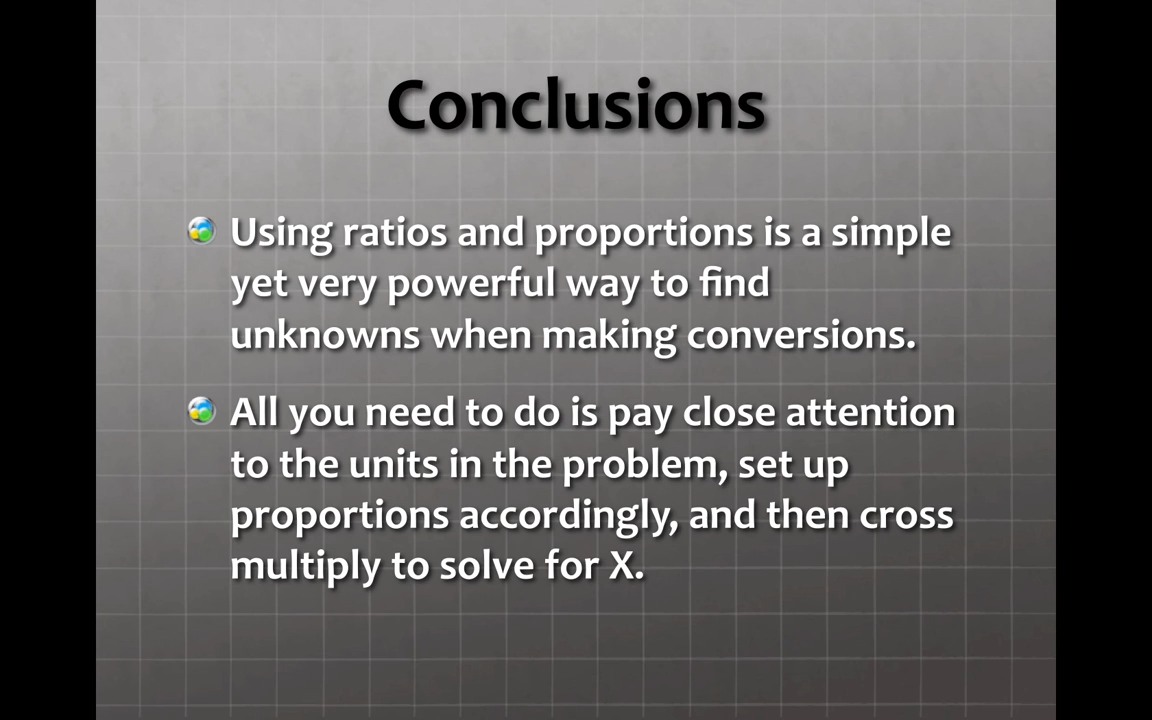 Conclusions
Using ratios and proportions is a simple
yet very powerful way to find
unknowns when making conversions.
All you need to do is pay close attention
to the units in the problem, set up
proportions accordingly, and then cross
multiply to solve for X.